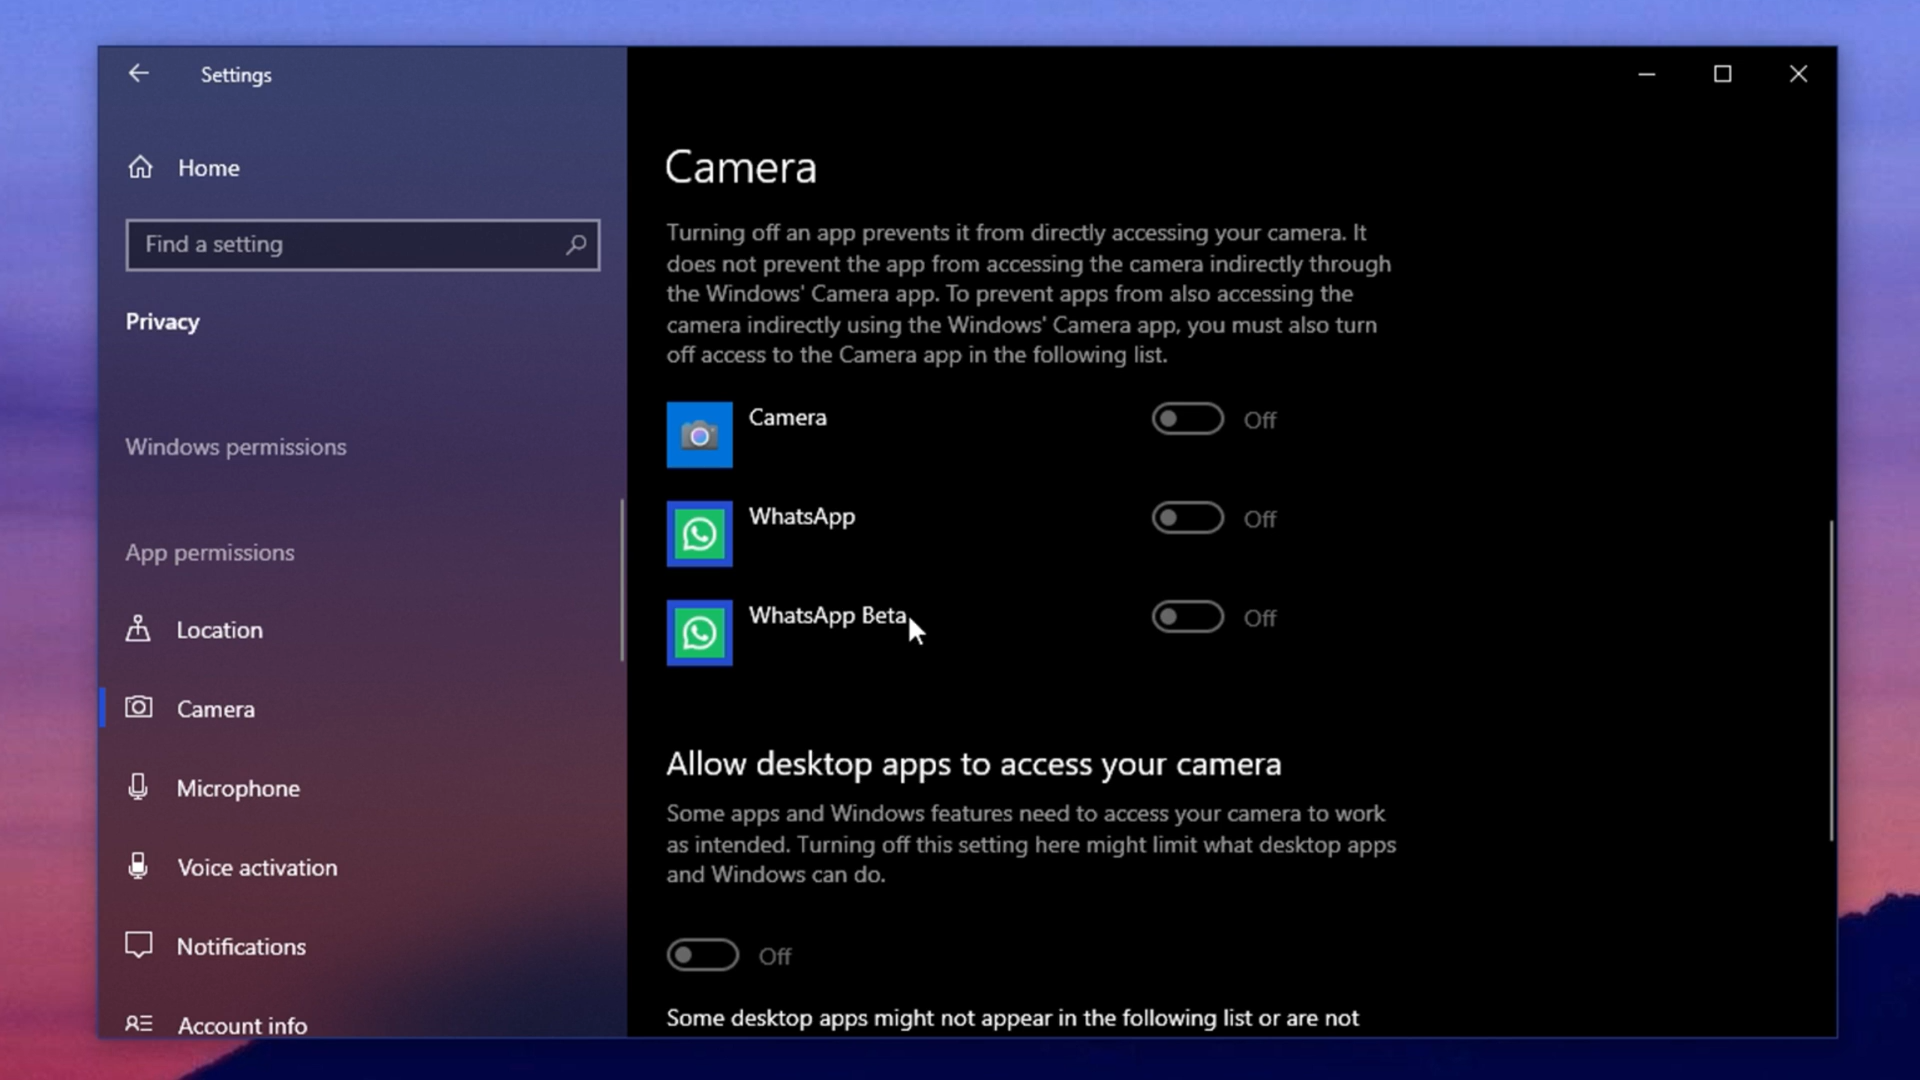 Settings
Home
Find a setting
Privacy
Windows permissions
App permissions
Location
Camera
Microphone
Voice activation
Notifications
Account info
Camera
Turning off an app prevents it from directly accessing your camera. It
does not prevent the app from accessing the camera indirectly through
the Windows' Camera app. To prevent apps from also accessing the
camera indirectly using the Windows' Camera app, you must also turn
off access to the Camera app in the following list.
Camera Off
WhatsApp Off
WhatsApp Beta Off
Allow desktop apps to access your camera
Some apps and Windows features need to access your camera to work
as intended. Turning off this setting here might limit what desktop apps
and Windows can do.
Off
Some desktop apps might not appear in the following list or are not